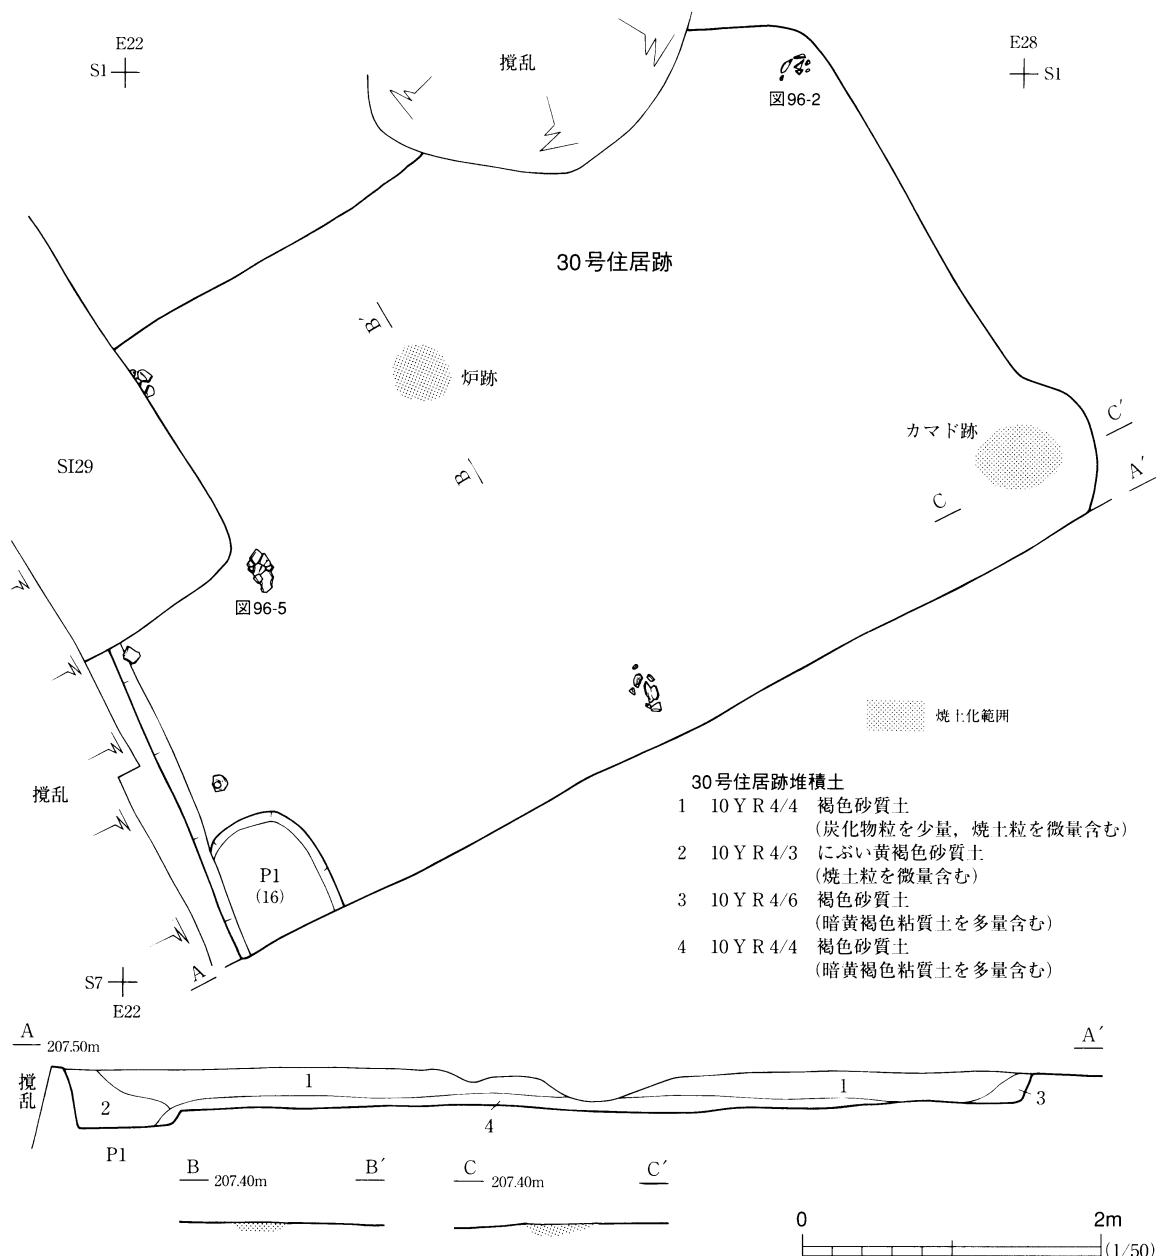 E22
S1
撹乱
E28
S1
図96-2
30号住居跡
B′
炉跡
カマド跡
C′
A′
SI29
B
C
図96-5
焼土化範囲
撹乱
P1
(16)
30号住居跡堆積土
1 10YR4/4 褐色砂質土
(炭化物粒を少量，焼土粒を微量含む)
2 10YR4/3 にぶい黄褐色砂質土
(焼土粒を微量含む)
3 10YR4/6 褐色砂質土
(暗黄褐色粘質土を多量含む)
4 10YR4/4 褐色砂質土
(暗黄褐色粘質土を多量含む)
S7
E22
A
A 207.50m
A′
撹乱
1
1
2
3
4
P1
B 207.40m
B′
C 207.40m
C′
0
2m
(1/50)